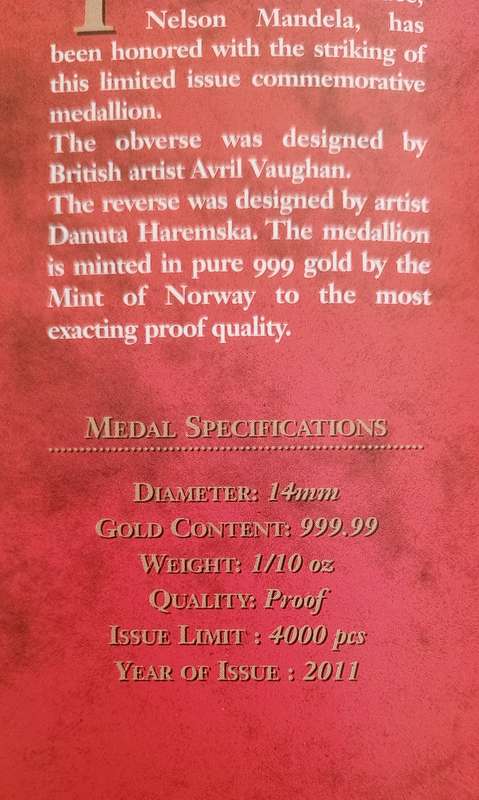 Nelson Mandela, has
been honored with the striking of
this limited issue commemorative
medallion.
The obverse was designed by
British artist Avril Vaughan.
The reverse was designed by artist
Danuta Haremska. The medallion
is minted in pure 999 gold by the
Mint of Norway to the most
exacting proof quality.
MEDAL SPECIFICATIONS
DIAMETER: 14mm
GOLD CONTENT: 999.99
WEIGHT: 1/10 oz
QUALITY: Proof
ISSUE LIMIT : 4000 pcs
YEAR OF ISSUE : 2011